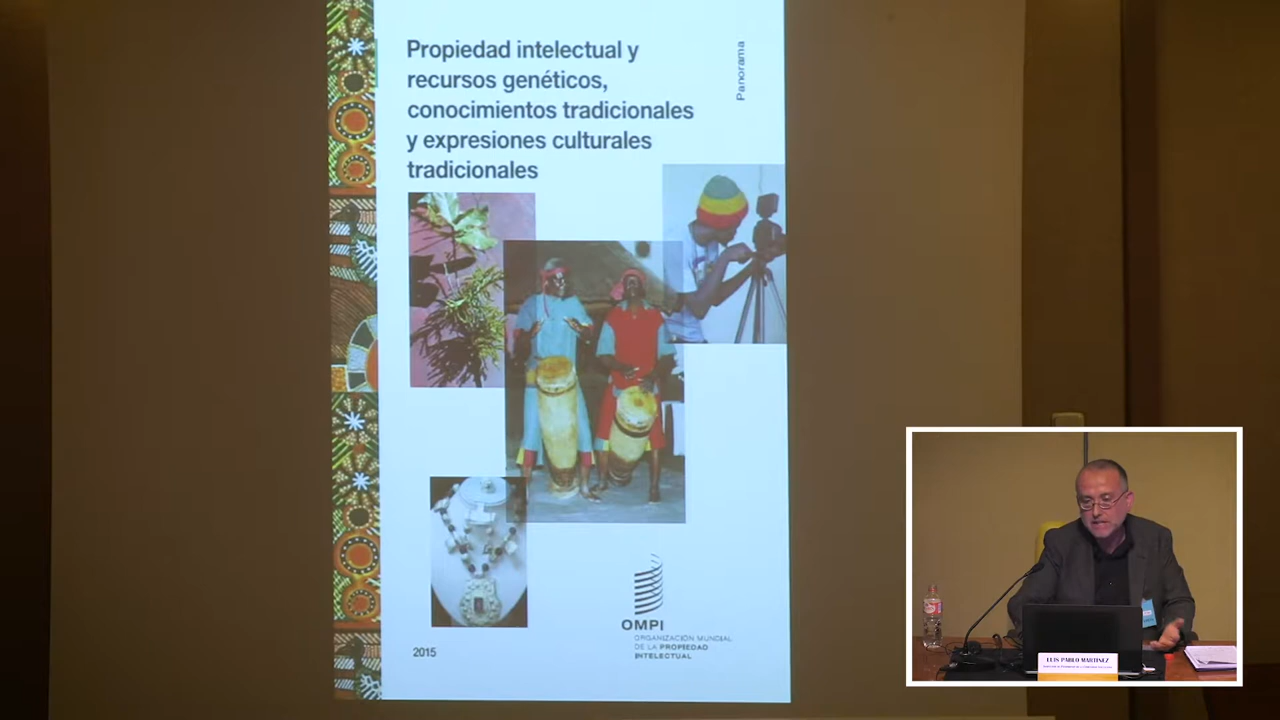 Propiedad intelectual y
recursos genéticos,
conocimientos tradicionales
y expresiones culturales
tradicionales
Panorama
OMPI
ORGANIZACIÓN MUNDIAL
DE LA PROPIEDAD
INTELECTUAL
2015
LUIS PABLO MARTÍNEZ